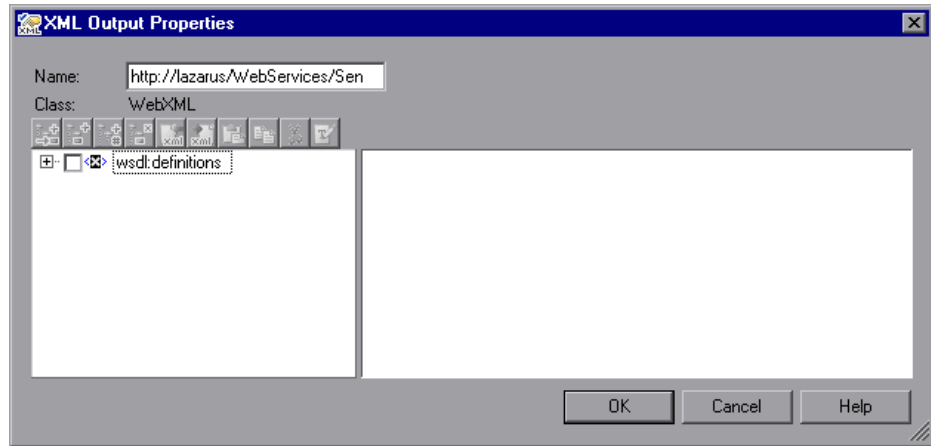 XML Output Properties
Name: http://lazarus/WebServices/Sen
Class: WebXML
wsdl:definitions
OK Cancel Help